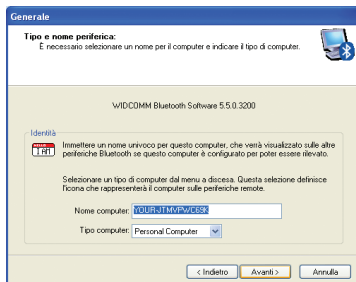 Generale
Tipo e nome periferica:
È necessario selezionare un nome per il computer e indicare il tipo di computer.
WIDCOMM Bluetooth Software 5.5.0.3200
Identità
HELLO
I AM
Immettere un nome univoco per questo computer, che verrà visualizzato sulle altre
periferiche Bluetooth se questo computer è configurato per poter essere rilevato.
Selezionare un tipo di computer dal menu a discesa. Questa selezione definisce
l'icona che rappresenterà il computer sulle periferiche remote.
Nome computer: YOUR-JTMVPWC69K
Tipo computer: Personal Computer
< Indietro Avanti > Annulla